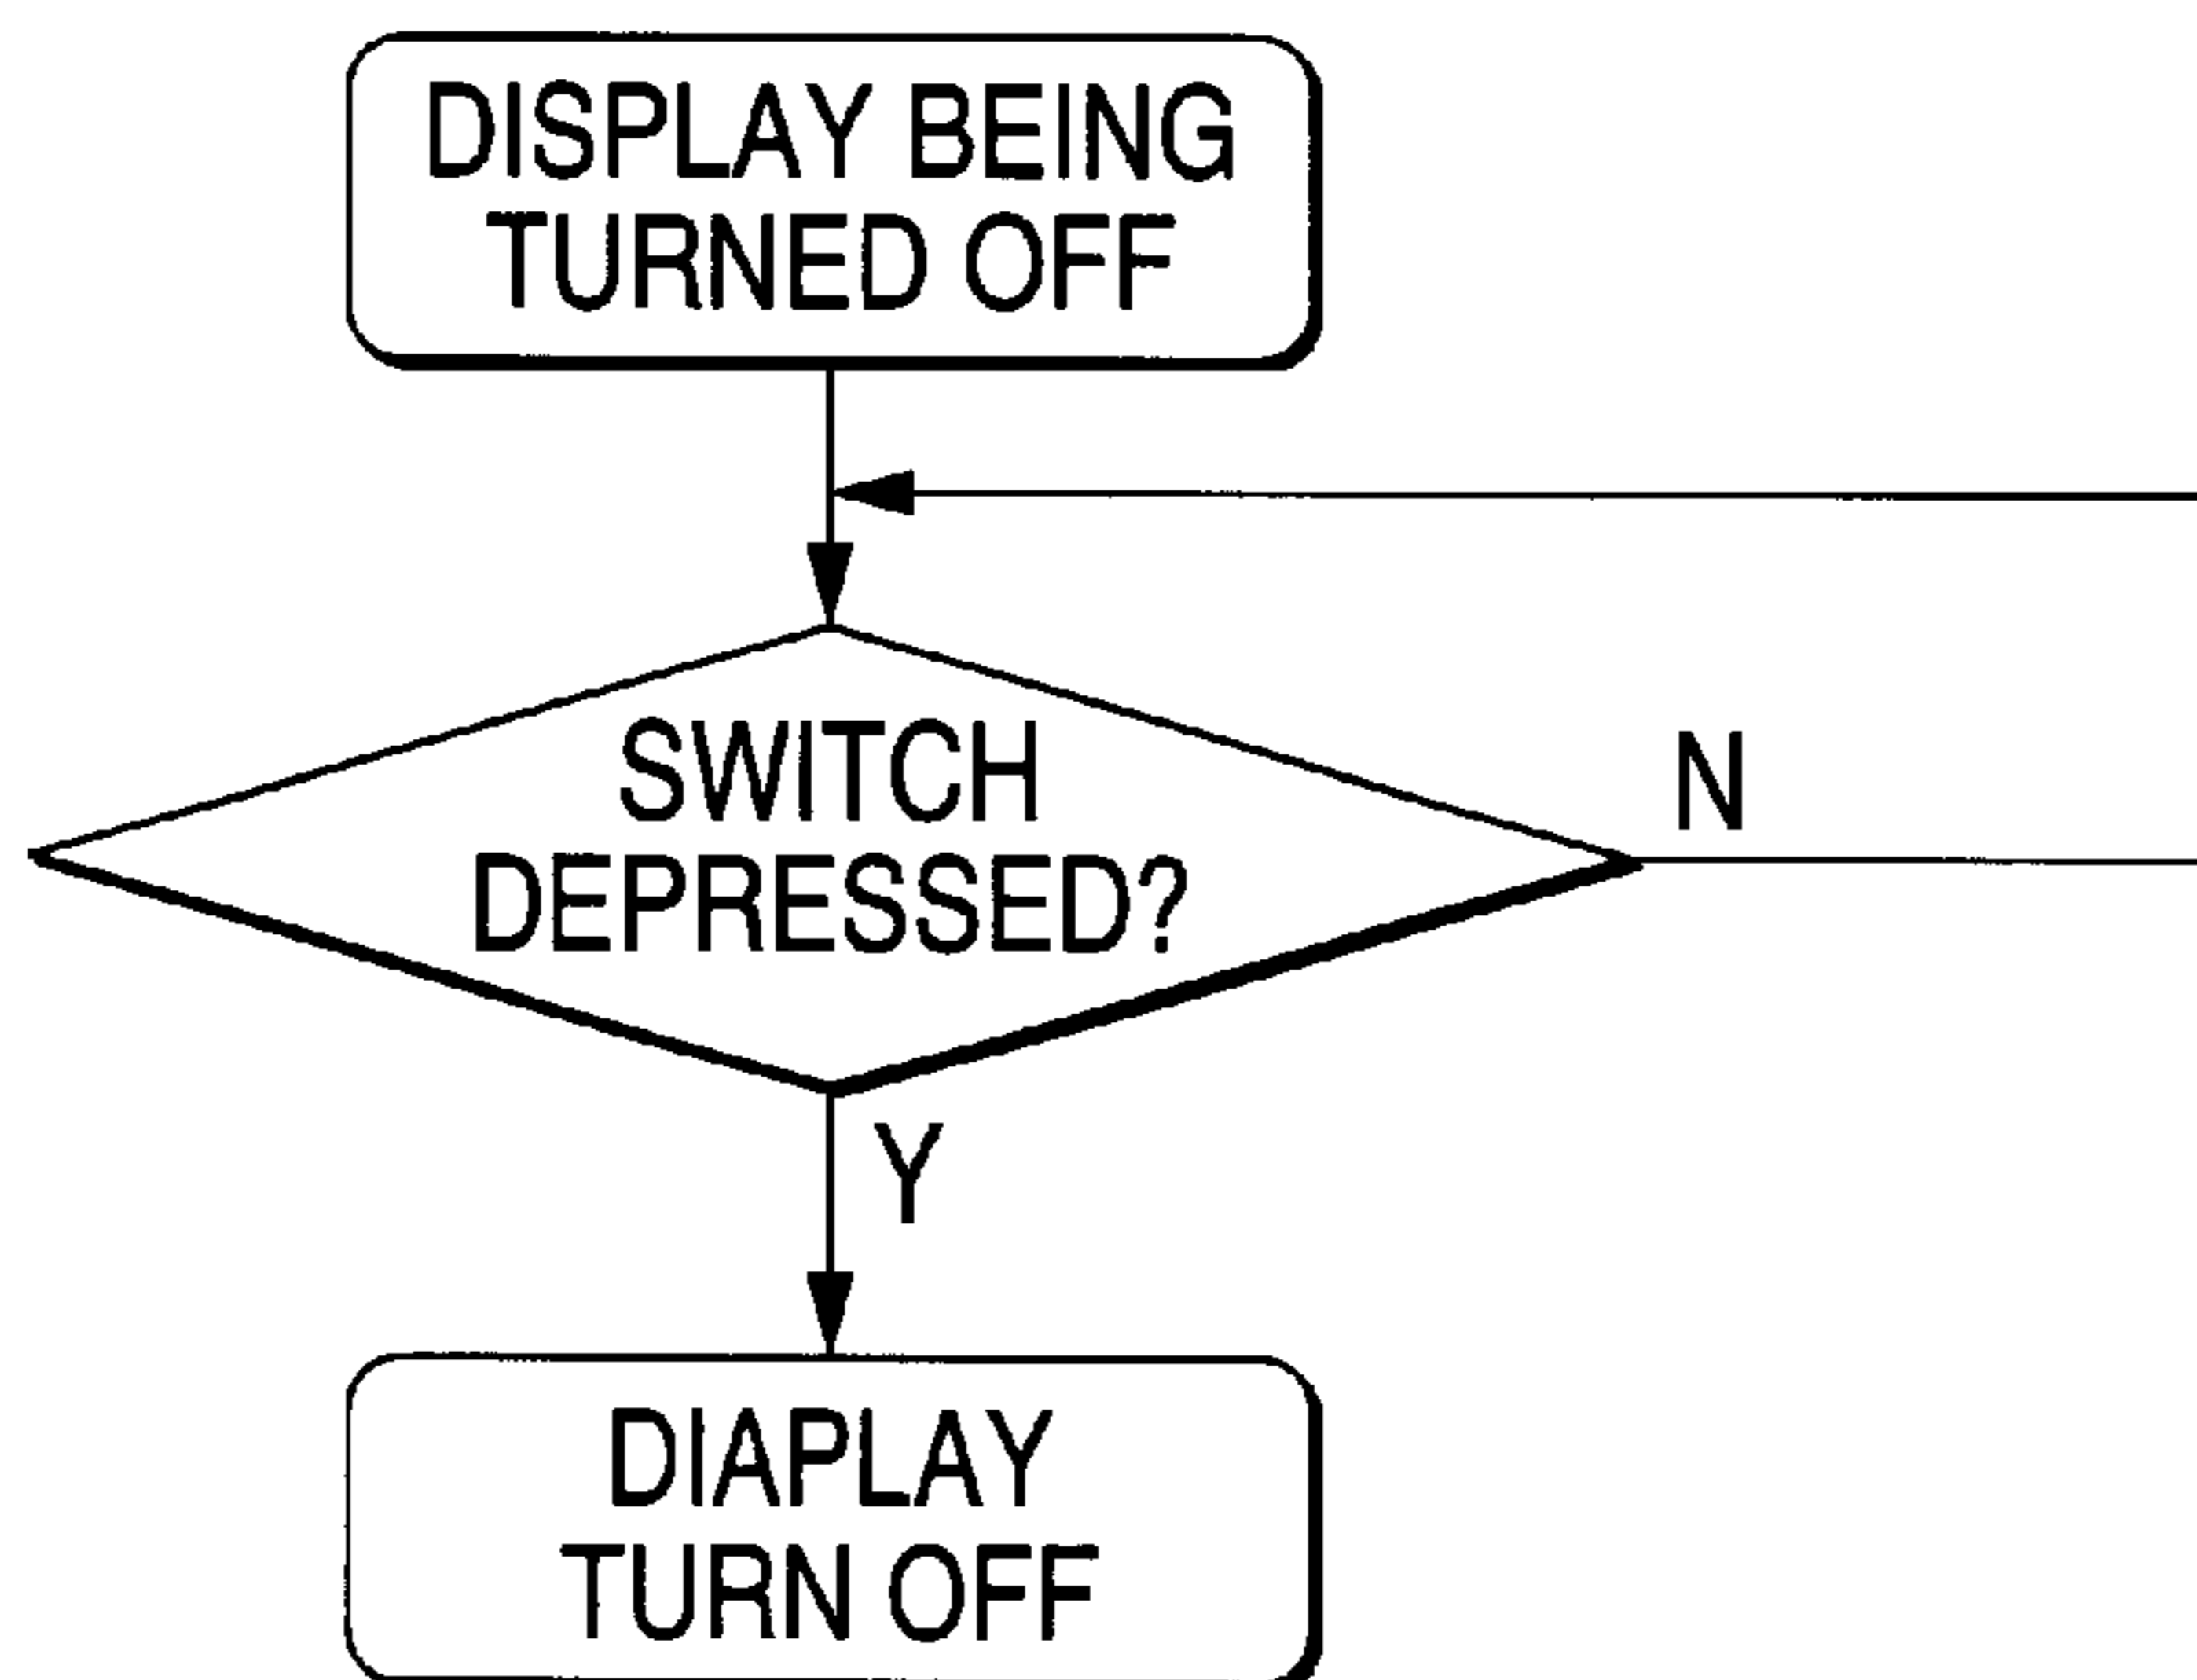 DISPLAY BEING
TURNED OFF
SWITCH
DEPRESSED?
N
Y
DIAPLAY
TURN OFF